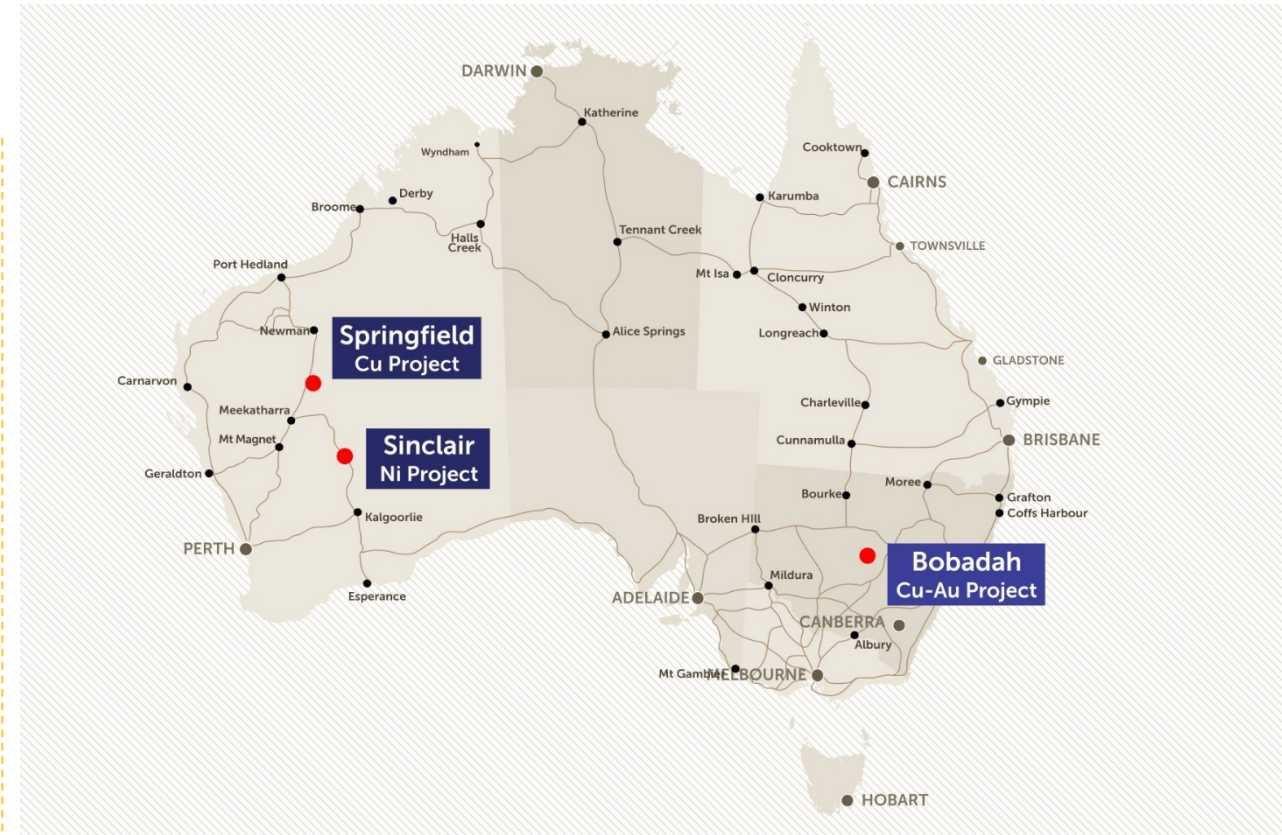 DARWIN
Katherine
Wyndham
Cooktown
CAIRNS
Derby
Karumba
Broome
Halls
Creek
Tennant Creek
TOWNSVILLE
Port Hedland
Mt Isa
Cloncurry
Winton
Newman
Springfield
Cu Project
Alice Springs
Longreach
GLADSTONE
Carnarvon
Meekatharra
Charleville
Gympie
Mt Magnet
Sinclair
Ni Project
Cunnamulla
BRISBANE
Geraldton
Moree
Bourke
Grafton
Coffs Harbour
Kalgoorlie
Broken HIll
PERTH
Bobadah
Cu-Au Project
Mildura
Esperance
ADELAIDE
CANBERRA
Albury
Mt Gambier
MELBOURNE
HOBART